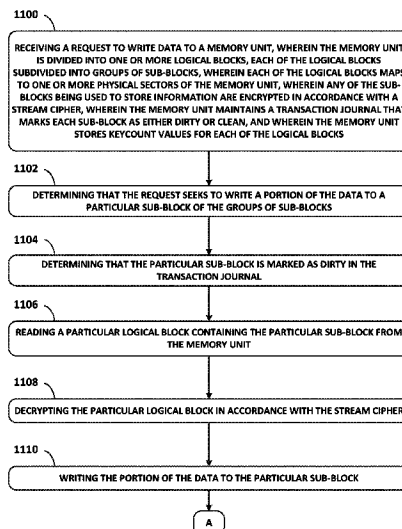 1100
RECEIVING A REQUEST TO WRITE DATA TO A MEMORY UNIT, WHEREIN THE MEMORY UNIT
IS DIVIDED INTO ONE OR MORE LOGICAL BLOCKS, EACH OF THE LOGICAL BLOCKS
SUBDIVIDED INTO GROUPS OF SUB-BLOCKS, WHEREIN EACH OF THE LOGICAL BLOCKS MAPS
TO ONE OR MORE PHYSICAL SECTORS OF THE MEMORY UNIT, WHEREIN ANY OF THE SUB-
BLOCKS BEING USED TO STORE INFORMATION ARE ENCRYPTED IN ACCORDANCE WITH A
STREAM CIPHER, WHEREIN THE MEMORY UNIT MAINTAINS A TRANSACTION JOURNAL THAT
MARKS EACH SUB-BLOCK AS EITHER DIRTY OR CLEAN, AND WHEREIN THE MEMORY UNIT
STORES KEYCOUNT VALUES FOR EACH OF THE LOGICAL BLOCKS
1102
DETERMINING THAT THE REQUEST SEEKS TO WRITE A PORTION OF THE DATA TO A
PARTICULAR SUB-BLOCK OF THE GROUPS OF SUB-BLOCKS
1104
DETERMINING THAT THE PARTICULAR SUB-BLOCK IS MARKED AS DIRTY IN THE
TRANSACTION JOURNAL
1106
READING A PARTICULAR LOGICAL BLOCK CONTAINING THE PARTICULAR SUB-BLOCK FROM
THE MEMORY UNIT
1108
DECRYPTING THE PARTICULAR LOGICAL BLOCK IN ACCORDANCE WITH THE STREAM CIPHER
1110
WRITING THE PORTION OF THE DATA TO THE PARTICULAR SUB-BLOCK
A